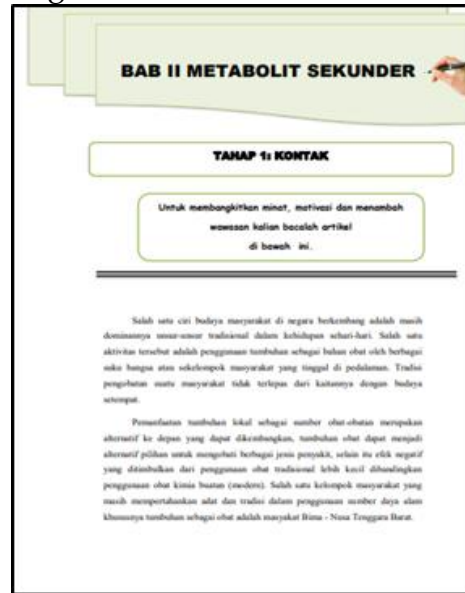 BAB II METABOLIT SEKUNDER
TAHAP 1: KONTAK
Untuk membangkitkan minat, motivasi dan menambah
wawasan kalian bacalah artikel
di bawah ini.
Salah satu ciri budaya masyarakat di negara berkembang adalah masih
dominannya unsur-unsur tradisional dalam kehidupan sehari-hari. Salah satu
aktivitas tersebut adalah penggunaan tumbuhan sebagai bahan obat oleh berbagai
suku bangsa atau sekelompok masyarakat yang tinggal di pedalaman. Tradisi
pengobatan suatu masyarakat tidak terlepas dari kaitannya dengan budaya
setempat.
Pemanfaatan tumbuhan lokal sebagai sumber obat-obatan merupakan
alternatif ke depan yang dapat dikembangkan, tumbuhan obat dapat menjadi
alternatif pilihan untuk mengobati berbagai jenis penyakit, selain itu efek negatif
yang ditimbulkan dari penggunaan obat tradisional lebih kecil dibandingkan
penggunaan obat kimia buatan (modern). Salah satu kelompok masyarakat yang
masih mempertahankan adat dan tradisi dalam penggunaan sumber daya alam
khususnya tumbuhan sebagai obat adalah masyakat Bima - Nusa Tenggara Barat.